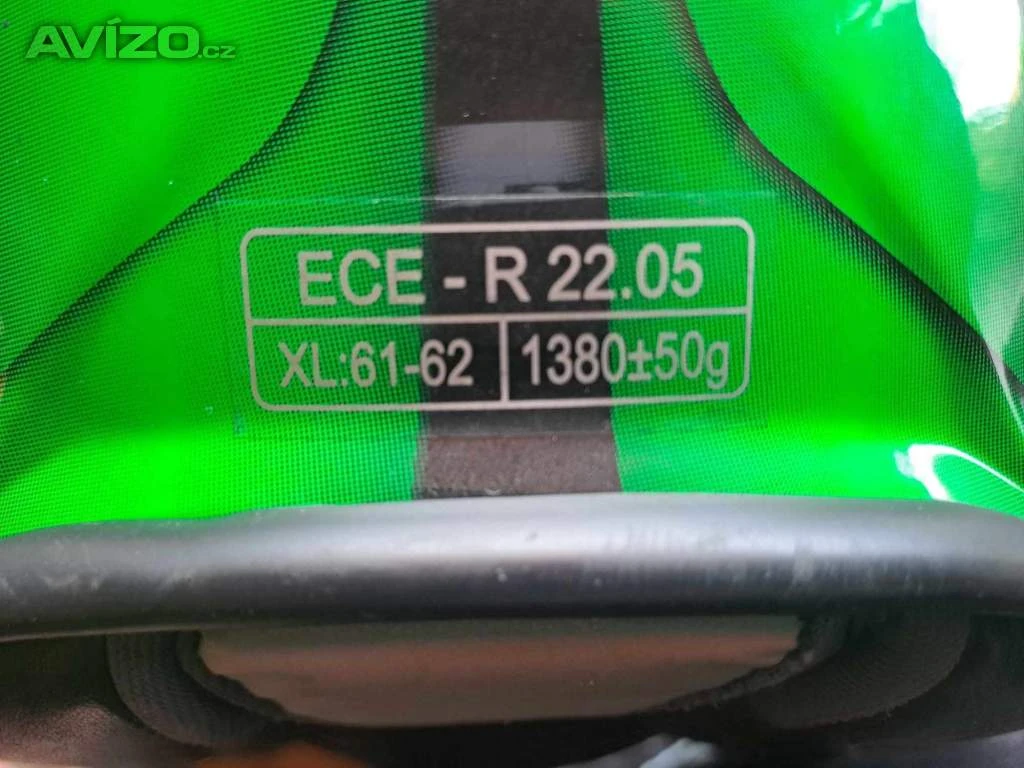 AVÍZO.cz
ECE - R 22.05
XL:61-62 1380±50g